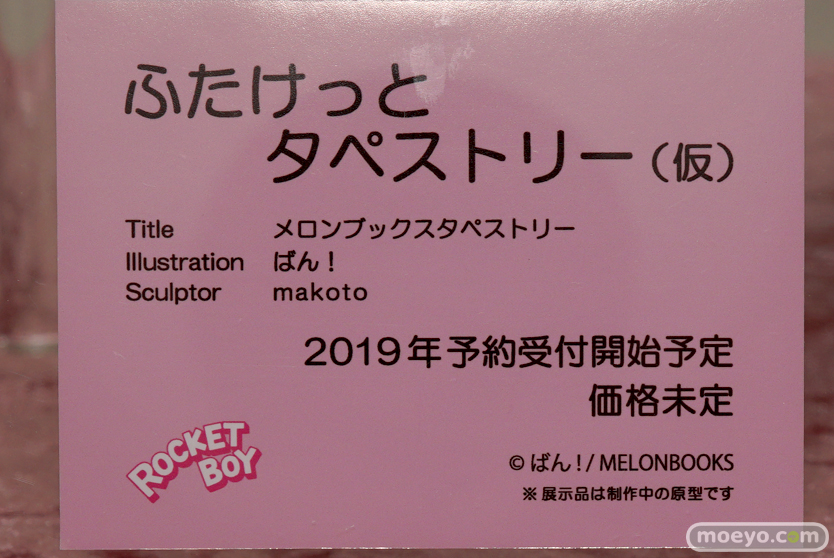 ふたけっと
タペストリー（仮）
Title メロンブックスタペストリー
Illustration ばん！
Sculptor makoto
2019年予約受付開始予定
価格未定
ROCKET
BOY
© ばん！/ MELONBOOKS
※展示品は制作中の原型です
moeyo.com